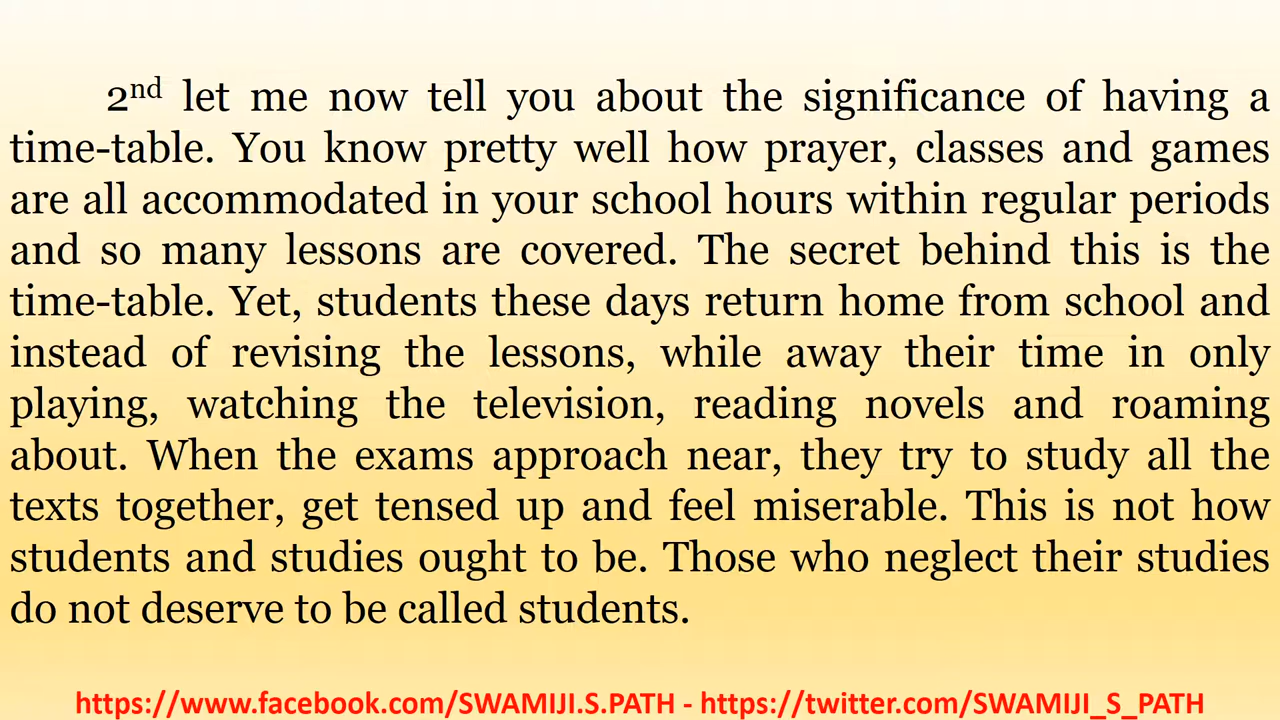 2nd let me now tell you about the significance of having a
time-table. You know pretty well how prayer, classes and games
are all accommodated in your school hours within regular periods
and so many lessons are covered. The secret behind this is the
time-table. Yet, students these days return home from school and
instead of revising the lessons, while away their time in only
playing, watching the television, reading novels and roaming
about. When the exams approach near, they try to study all the
texts together, get tensed up and feel miserable. This is not how
students and studies ought to be. Those who neglect their studies
do not deserve to be called students.
https://www.facebook.com/SWAMIJI.S.PATH - https://twitter.com/SWAMIJI_S_PATH